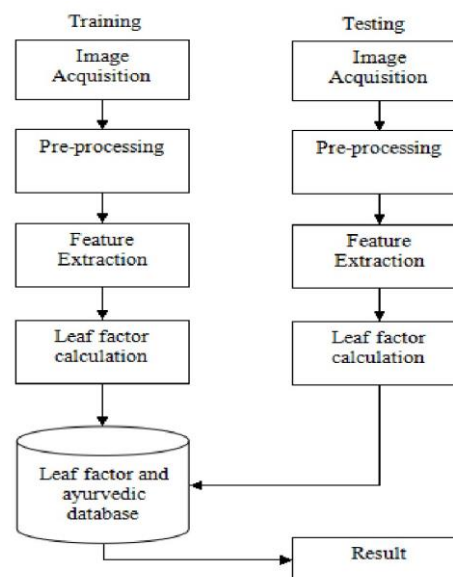 Training
Image
Acquisition
Pre-processing
Feature
Extraction
Leaf factor
calculation
Leaf factor and
ayurvedic
database
Testing
Image
Acquisition
Pre-processing
Feature
Extraction
Leaf factor
calculation
Result